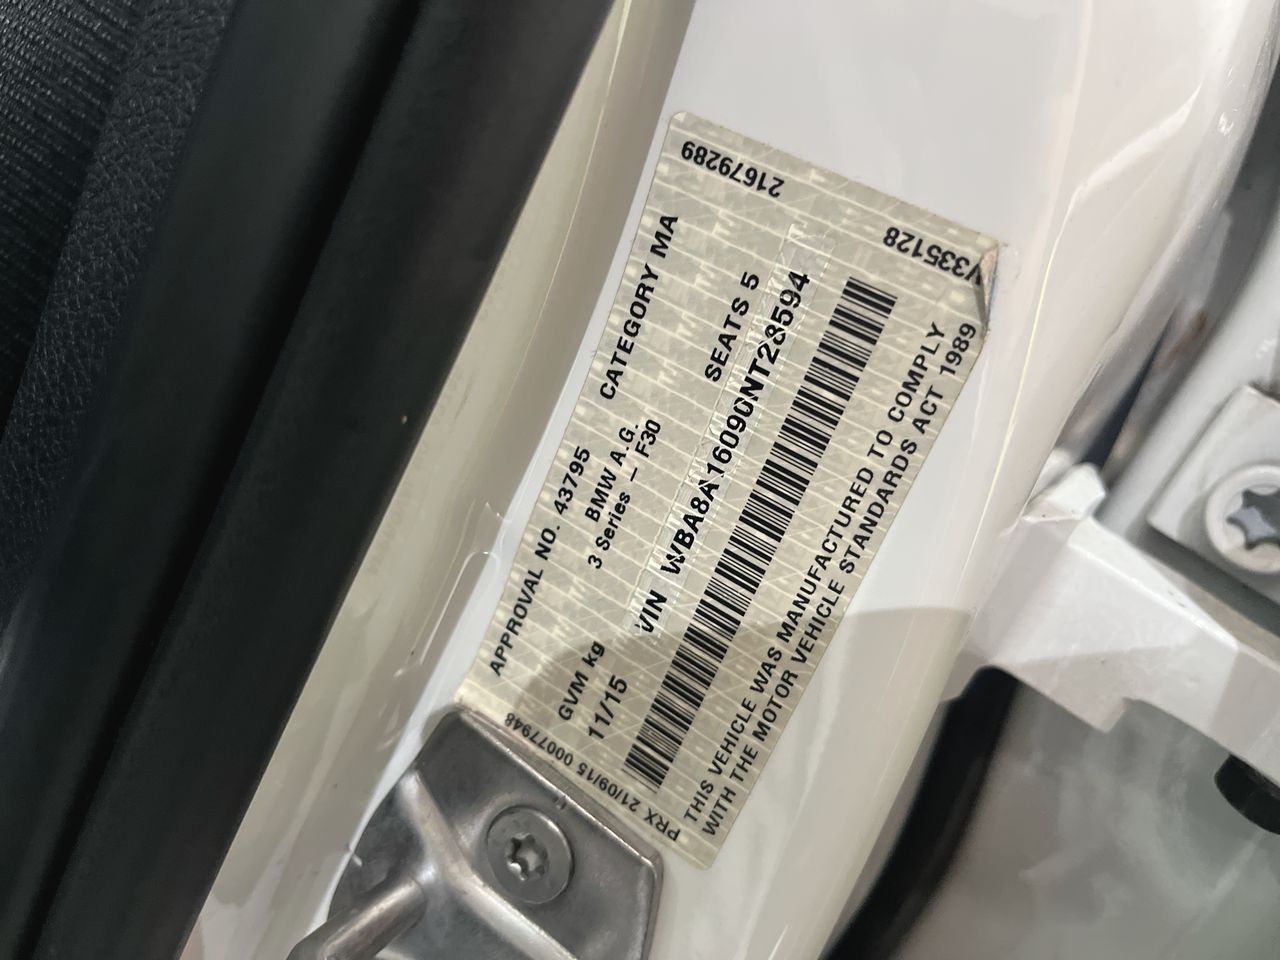 21679289
V335128
APPROVAL NO. 43795 CATEGORY MA
BMW A.G.
3 Series – F30
GVM kg SEATS 5
11/15
VIN WBA8A16090NT28594
THIS VEHICLE WAS MANUFACTURED TO COMPLY
WITH THE MOTOR VEHICLE STANDARDS ACT 1989
PRX 21/09/15 00077948